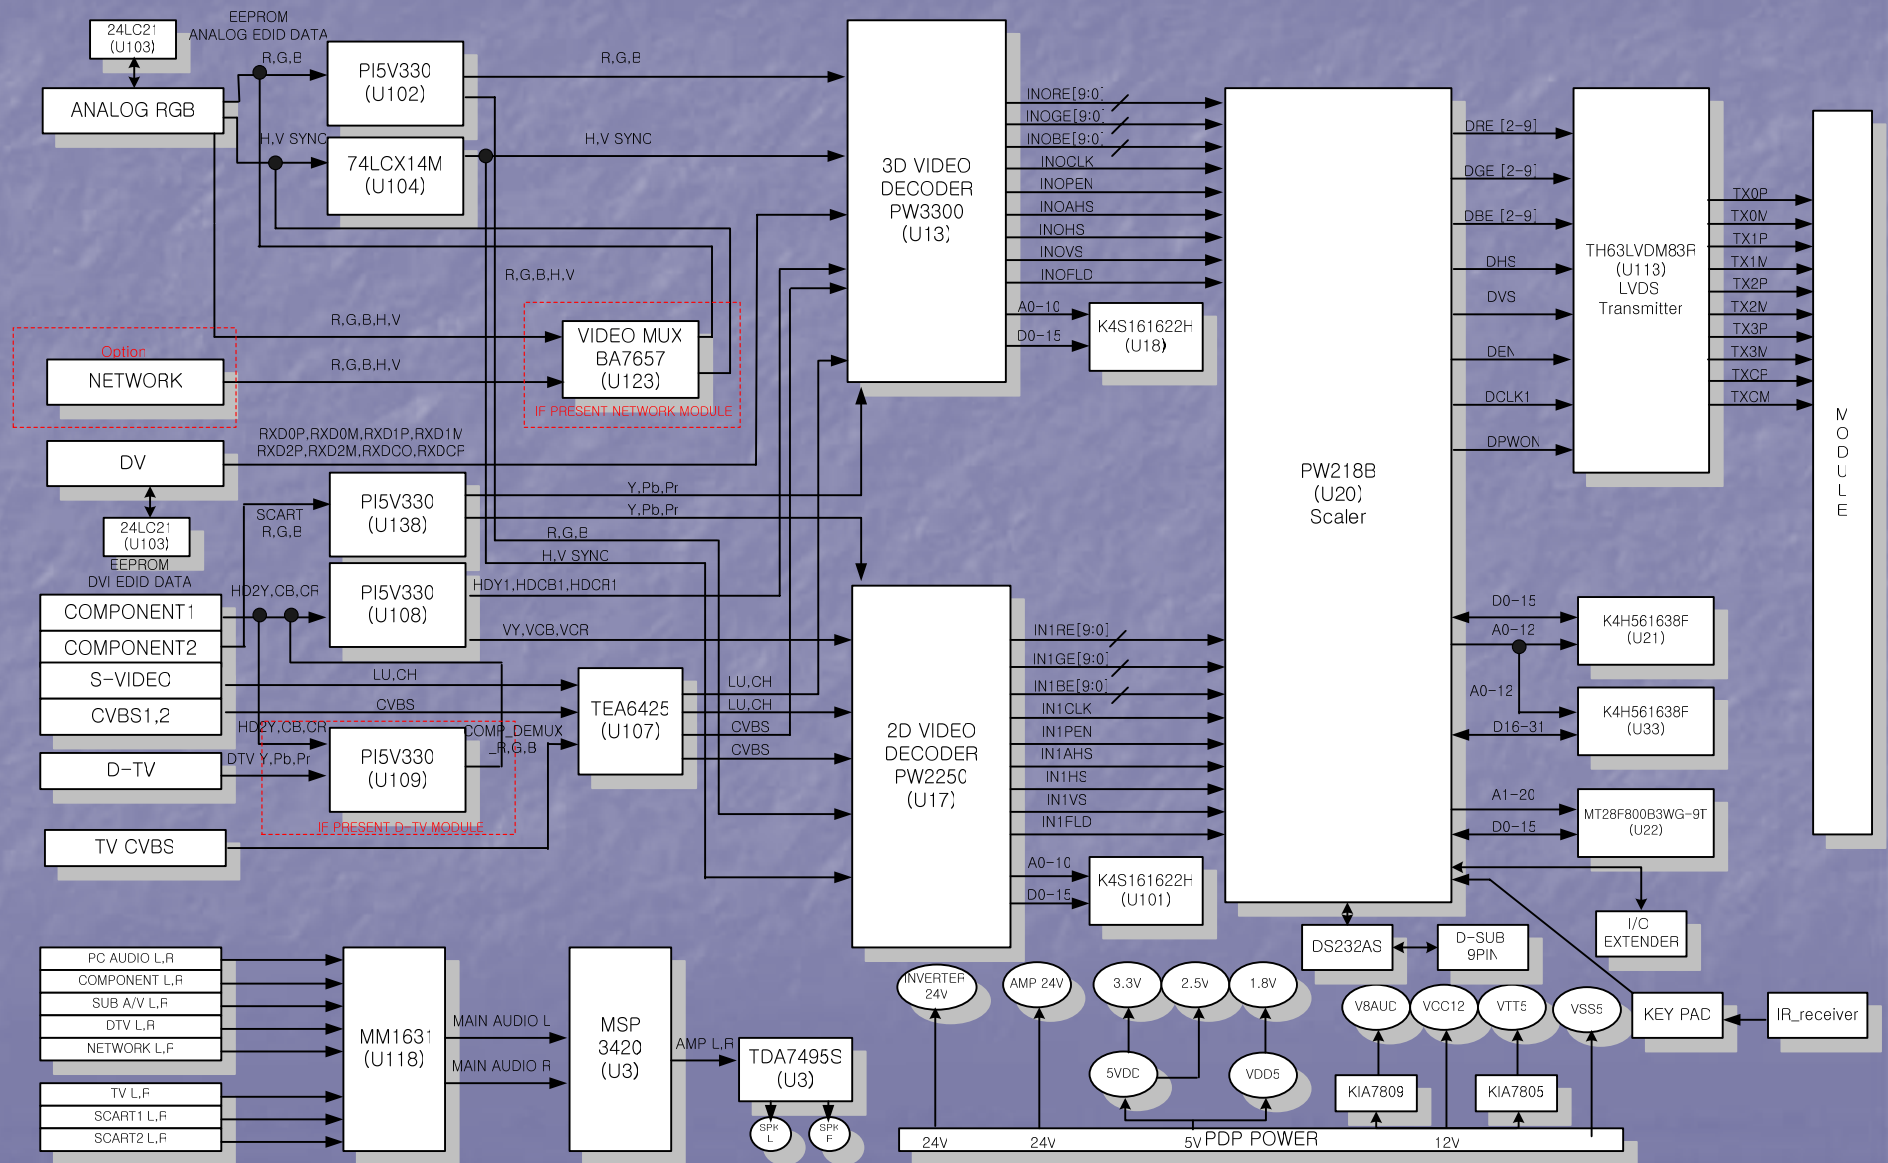 24LC21
(U103)
EEPROM
ANALOG EDID DATA
ANALOG RGB
R,G,B
PI5V330
(U102)
R,G,B
H,V SYNC
74LCX14M
(U104)
H,V SYNC
R,G,B,H,V
R,G,B,H,V
R,G,B,H,V
Option
NETWORK
VIDEO MUX
BA7657
(U123)
IF PRESENT NETWORK MODULE
DV
RXD0P,RXD0M,RXD1P,RXD1M
RXD2P,RXD2M,RXDCO,RXDCP
24LC21
(U103)
EEPROM
DVI EDID DATA
SCART
R,G,B
PI5V330
(U138)
Y,Pb,Pr
Y,Pb,Pr
R,G,B
H,V SYNC
COMPONENT1
COMPONENT2
S-VIDEO
CVBS1,2
HD2Y,CB,CR
PI5V330
(U108)
HDY1,HDCB1,HDCR1
VY,VCB,VCR
LU,CH
CVBS
HD2Y,CB,CR
D-TV
DTV Y,Pb,Pr
PI5V330
(U109)
COMP_DEMUX
_R,G,B
IF PRESENT D-TV MODULE
TV CVBS
TEA6425
(U107)
LU,CH
LU,CH
CVBS
CVBS
3D VIDEO
DECODER
PW3300
(U13)
INORE[9:0]
INOGE[9:0]
INOBE[9:0]
INOCLK
INOPEN
INOAHS
INOHS
INOVS
INOFLD
A0-10
D0-15
K4S161622H
(U18)
2D VIDEO
DECODER
PW2250
(U17)
IN1RE[9:0]
IN1GE[9:0]
IN1BE[9:0]
IN1CLK
IN1PEN
IN1AHS
IN1HS
IN1VS
IN1FLD
A0-10
D0-15
K4S161622H
(U101)
PW218B
(U20)
Scaler
DRE [2-9]
DGE [2-9]
DBE [2-9]
DHS
DVS
DEN
DCLK1
DPWON
TH63LVDM83R
(U113)
LVDS
Transmitter
TX0P
TX0M
TX1P
TX1M
TX2P
TX2M
TX3P
TX3M
TXCP
TXCM
MODULE
D0-15
A0-12
K4H561638F
(U21)
A0-12
D16-31
K4H561638F
(U33)
A1-20
D0-15
MT28F800B3WG-9T
(U22)
I/O
EXTENDER
DS232AS
D-SUB
9PIN
KEY PAD
IR_receiver
PC AUDIO L,R
COMPONENT L,R
SUB A/V L,R
DTV L,R
NETWORK L,R
TV L,R
SCART1 L,R
SCART2 L,R
MM1631
(U118)
MAIN AUDIO L
MAIN AUDIO R
MSP
3420
(U3)
AMP L,R
TDA7495S
(U3)
SPK
L
SPK
INVERTER
24V
AMP 24V
3.3V
2.5V
1.8V
V8AUD
VCC12
VTT5
VSS5
5VDD
VDD5
KIA7809
KIA7805
24V
24V
5V
PDP POWER
12V